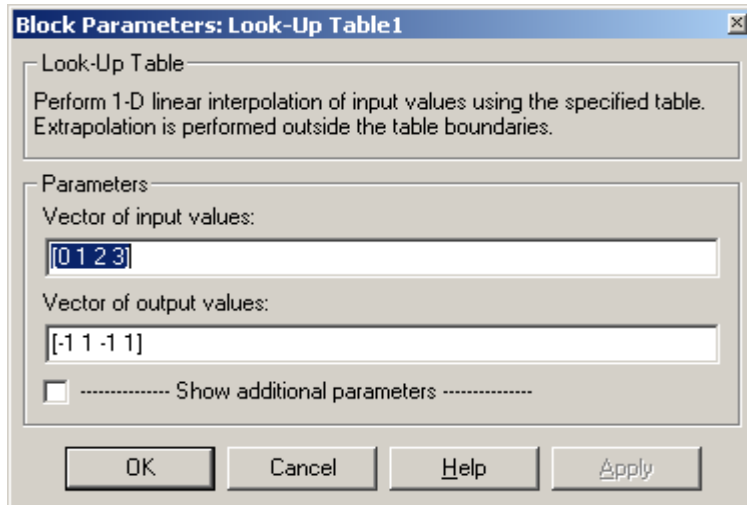 Block Parameters: Look-Up Table1
Look-Up Table
Perform 1-D linear interpolation of input values using the specified table.
Extrapolation is performed outside the table boundaries.
Parameters
Vector of input values:
[0 1 2 3]
Vector of output values:
[-1 1 -1 1]
-------------- Show additional parameters --------------
OK Cancel Help Apply